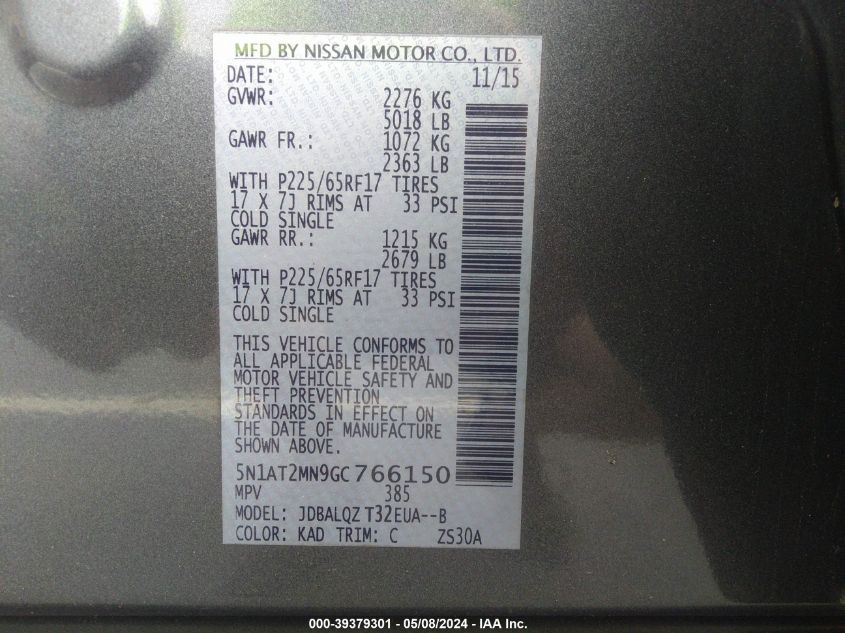 MFD BY NISSAN MOTOR CO., LTD.
DATE: 11/15
GVWR: 2276 KG
5018 LB
GAWR FR.: 1072 KG
2363 LB
WITH P225/65RF17 TIRES
17 X 7J RIMS AT 33 PSI
COLD SINGLE
GAWR RR.: 1215 KG
2679 LB
WITH P225/65RF17 TIRES
17 X 7J RIMS AT 33 PSI
COLD SINGLE
THIS VEHICLE CONFORMS TO
ALL APPLICABLE FEDERAL
MOTOR VEHICLE SAFETY AND
THEFT PREVENTION
STANDARDS IN EFFECT ON
THE DATE OF MANUFACTURE
SHOWN ABOVE.
5N1AT2MN9GC766150
MPV 385
MODEL: JDBALQZ T32EUA--B
COLOR: KAD TRIM: C ZS30A
000-39379301 - 05/08/2024 - IAA Inc.